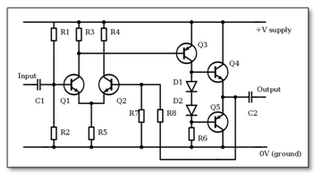 R1 R3 R4 +V supply
Q3
Q4
Input D1
Output
C1 Q1 Q2 D2
R7 R8 Q5 C2
R2 R5 R6
0V (ground)